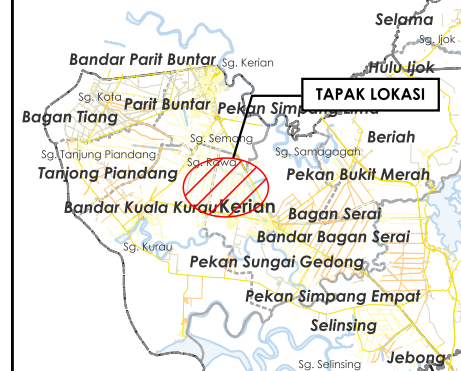 Selama
Sg. Ijok
Bandar Parit Buntar
Sg. Kerian
Hulu Ijok
TAPAK LOKASI
Sg. Kota
Parit Buntar
Pekan Simpang Lima
Bagan Tiang
Sg. Semang
Beriah
Sg. Tanjung Piandang
Sg. Rawa
Sg. Samagagah
Tanjong Piandang
Pekan Bukit Merah
Bandar Kuala Kurau
Kerian
Bagan Serai
Bandar Bagan Serai
Sg. Kurau
Pekan Sungai Gedong
Pekan Simpang Empat
Selinsing
Jebong
Sg. Selinsing